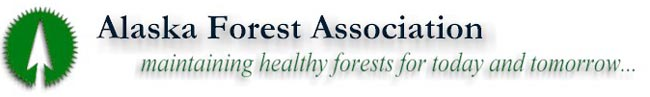 Alaska Forest Association
maintaining healthy forests for today and tomorrow...